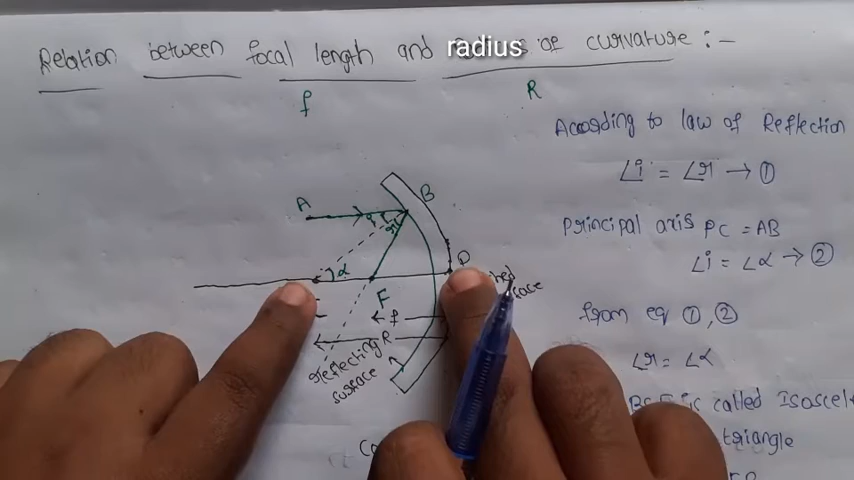 Relation between focal length and radius of curvature :-
f
R
According to law of Reflection
∠i = ∠r → ①
Principal axis PC = AB
∠i = ∠α → ②
from eq ①, ②
∠r = ∠α
is called Isoscel
triangle
A
B
i
r
α
P
F
f
R
reflecting
surface